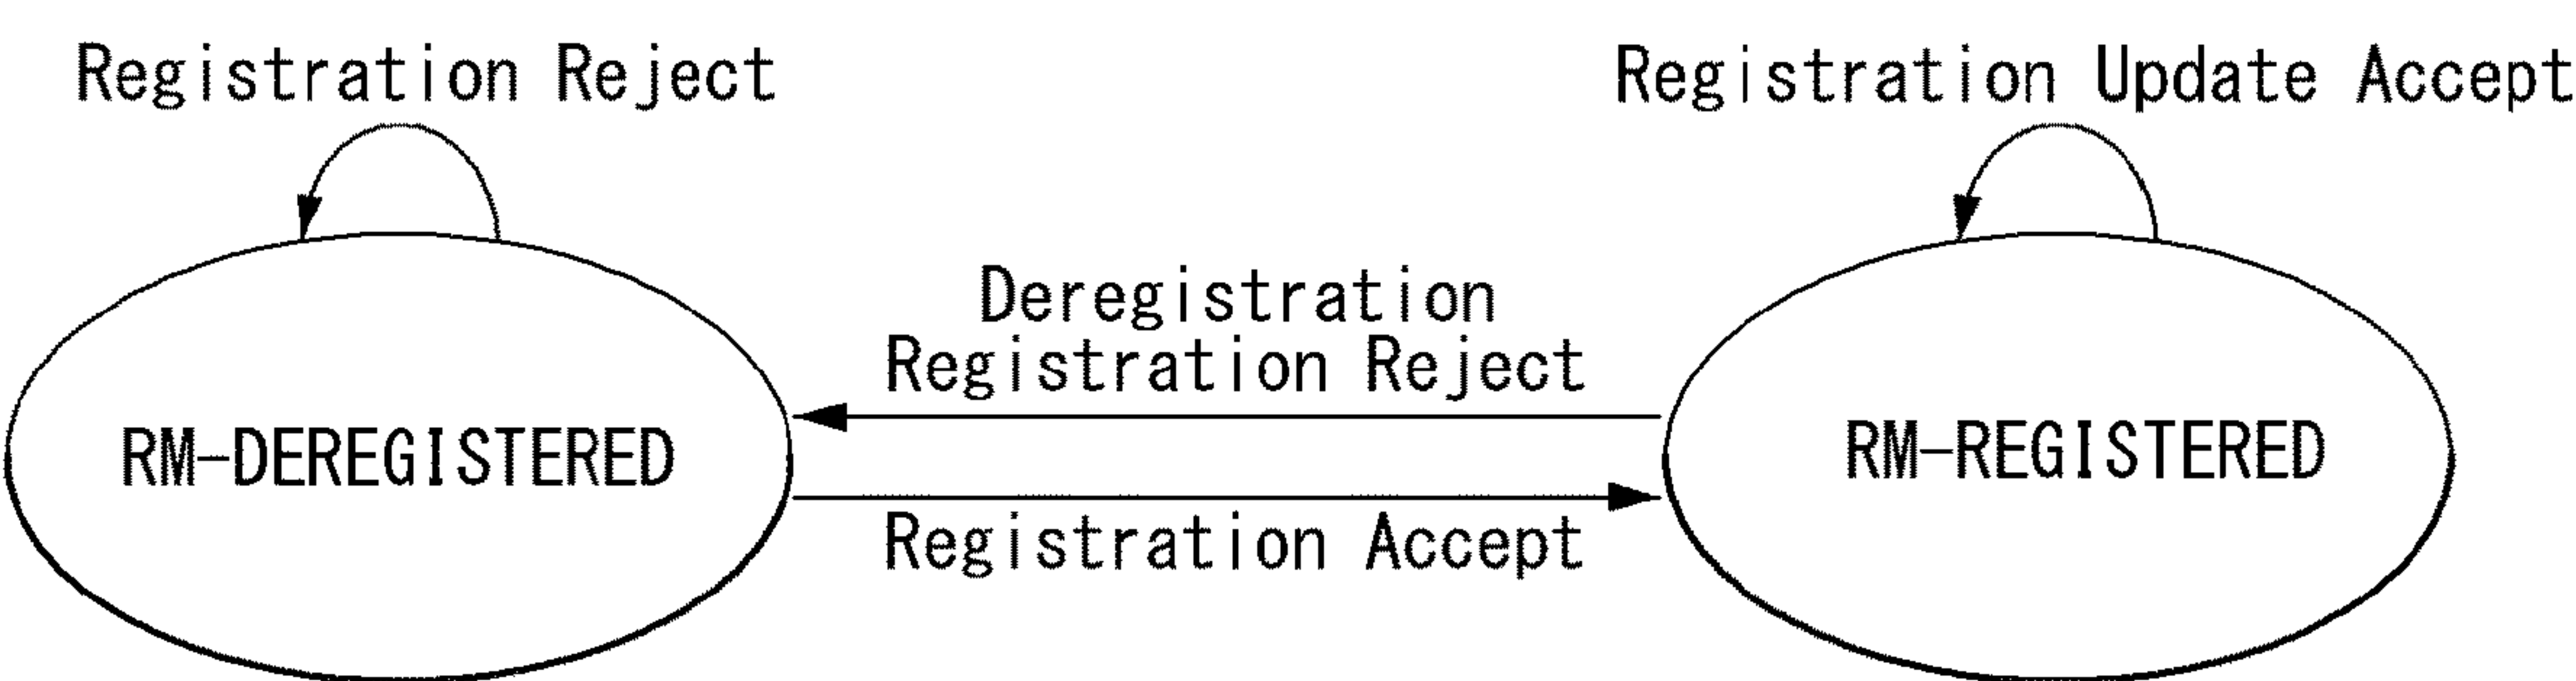 Registration Reject
Registration Update Accept
Deregistration
Registration Reject
RM-DEREGISTERED
RM-REGISTERED
Registration Accept